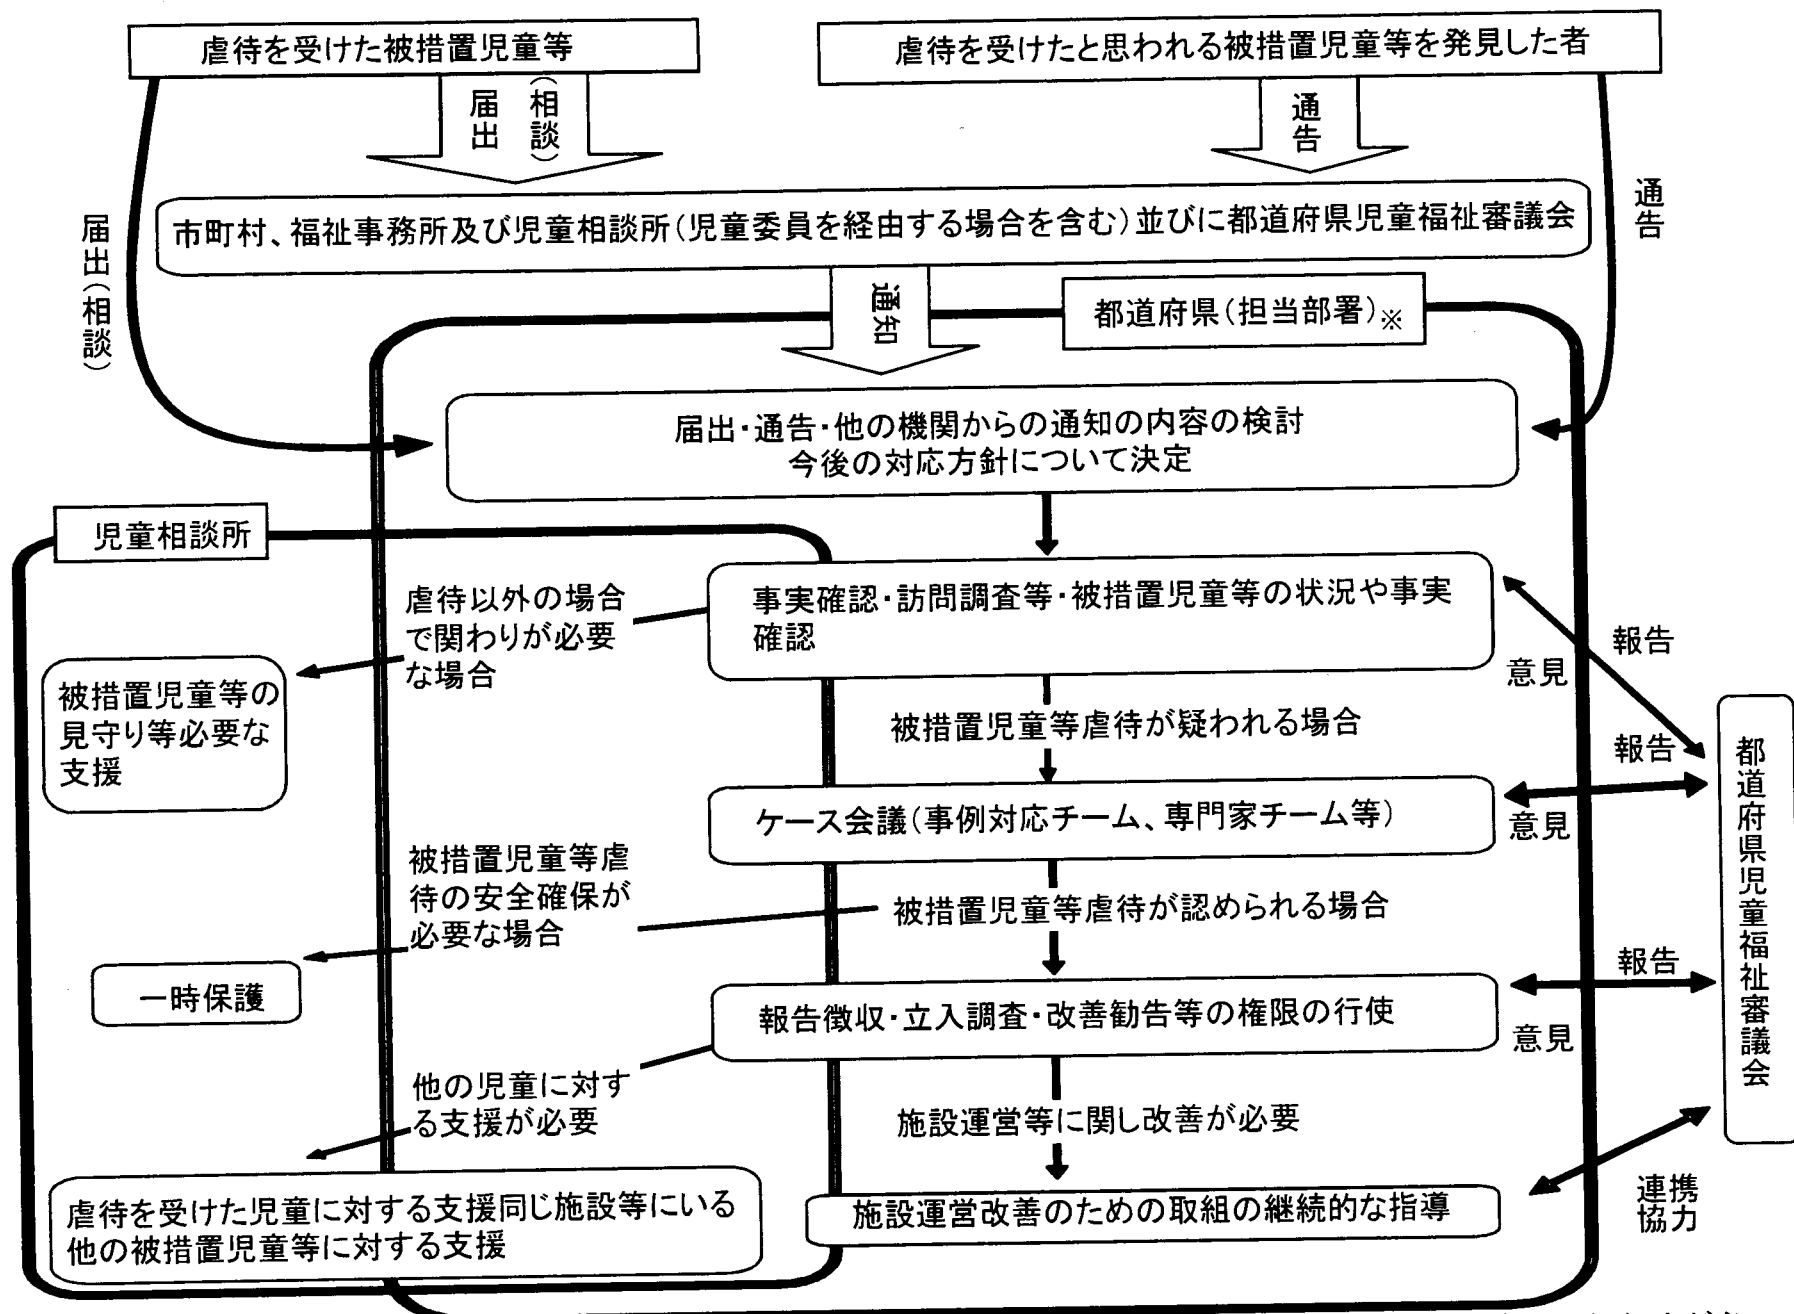 虐待を受けた被措置児童等
虐待を受けたと思われる被措置児童等を発見した者
届出
(相談)
通告
届出(相談)
通告
市町村、福祉事務所及び児童相談所(児童委員を経由する場合を含む)並びに都道府県児童福祉審議会
通知
都道府県(担当部署)※
届出・通告・他の機関からの通知の内容の検討
今後の対応方針について決定
児童相談所
虐待以外の場合
で関わりが必要
な場合
事実確認・訪問調査等・被措置児童等の状況や事実
確認
報告
意見
被措置児童等の
見守り等必要な
支援
被措置児童等虐待が疑われる場合
報告
ケース会議(事例対応チーム、専門家チーム等)
意見
都道府県児童福祉審議会
被措置児童等虐
待の安全確保が
必要な場合
被措置児童等虐待が認められる場合
一時保護
報告
報告徴収・立入調査・改善勧告等の権限の行使
意見
他の児童に対す
る支援が必要
施設運営等に関し改善が必要
虐待を受けた児童に対する支援同じ施設等にいる
他の被措置児童等に対する支援
施設運営改善のための取組の継続的な指導
連携
協力